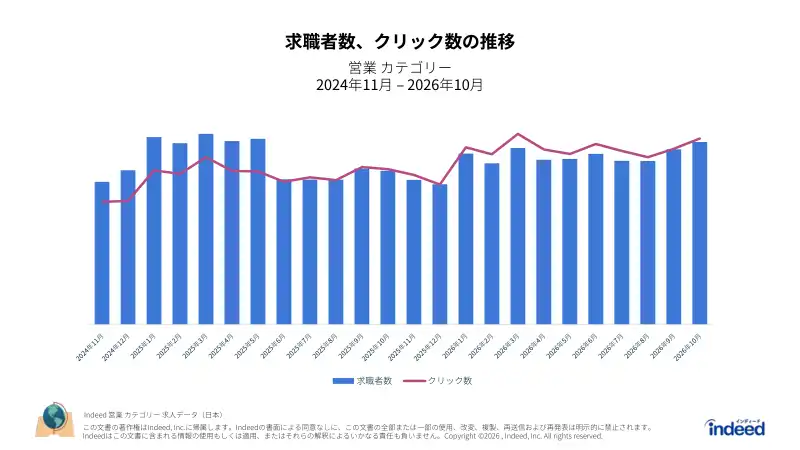 求職者数、クリック数の推移
営業 カテゴリー
2024年11月 – 2026年10月
2024年11月
2024年12月
2025年1月
2025年2月
2025年3月
2025年4月
2025年5月
2025年6月
2025年7月
2025年8月
2025年9月
2025年10月
2025年11月
2025年12月
2026年1月
2026年2月
2026年3月
2026年4月
2026年5月
2026年6月
2026年7月
2026年8月
2026年9月
2026年10月
求職者数 クリック数
Indeed 営業 カテゴリー 求人データ（日本）
この文書の著作権はIndeed, Inc.に帰属します。Indeedの書面による同意なしに、この文書の全部または一部の使用、改変、複製、再送信および再発表は明示的に禁止されます。
Indeedはこの文書に含まれる情報の使用もしくは適用、またはそれらの解釈によるいかなる責任も負いません。Copyright ©2026 , Indeed, Inc. All rights reserved.
インディード
indeed